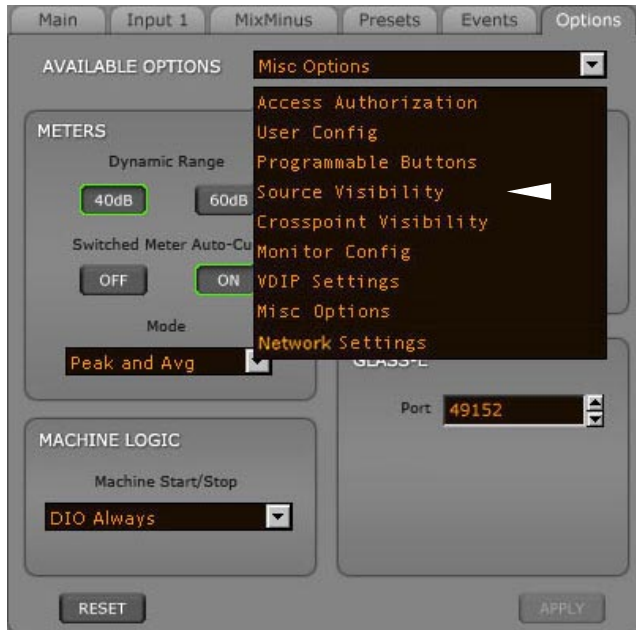 Main Input 1 MixMinus Presets Events Options
AVAILABLE OPTIONS Misc Options
Access Authorization
User Config
Programmable Buttons
Source Visibility
Crosspoint Visibility
Monitor Config
VDIP Settings
Misc Options
Network Settings
METERS
Dynamic Range
40dB 60dB
Switched Meter Auto-Cu
OFF ON
Mode
Peak and Avg
GLASS-E
Port 49152
MACHINE LOGIC
Machine Start/Stop
DIO Always
RESET APPLY